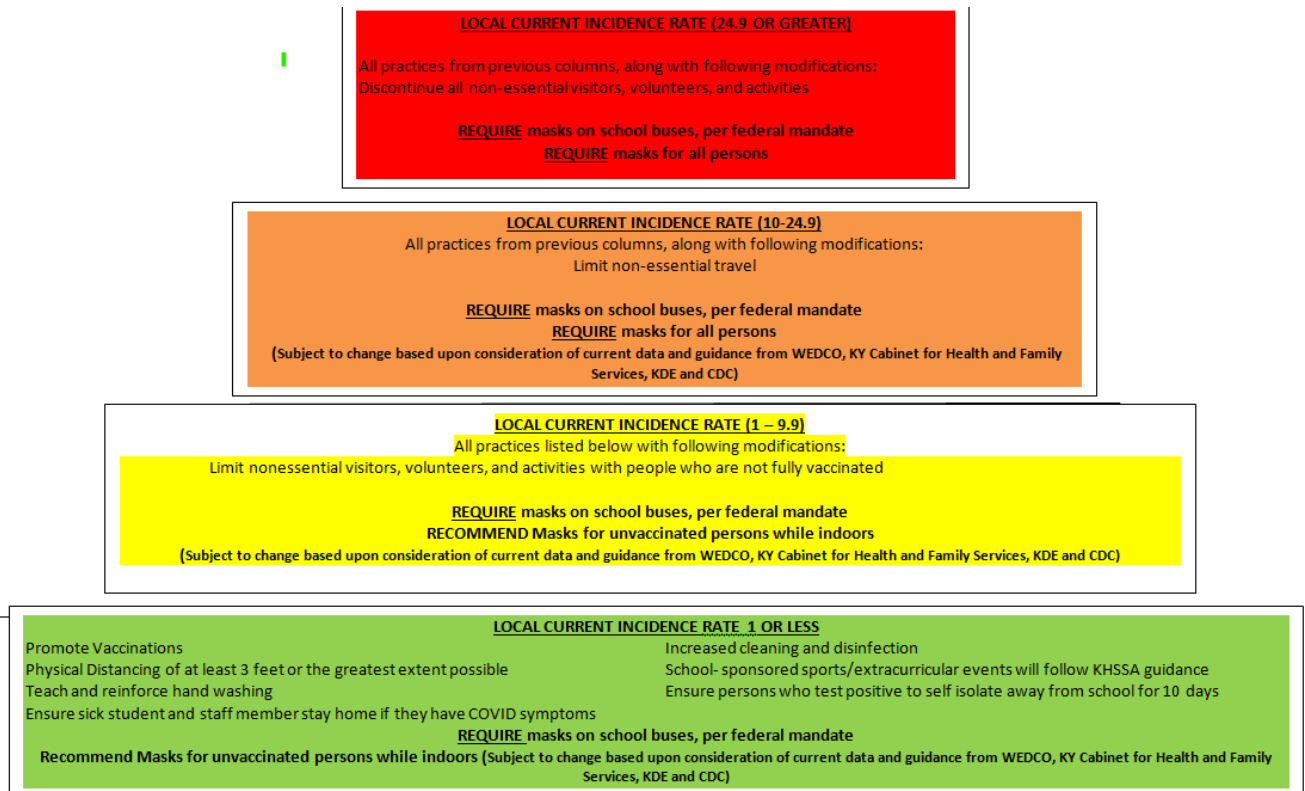 LOCAL CURRENT INCIDENCE RATE (24.9 OR GREATER)
All practices from previous columns, along with following modifications:
Discontinue all non-essential visitors, volunteers, and activities
REQUIRE masks on school buses, per federal mandate
REQUIRE masks for all persons
LOCAL CURRENT INCIDENCE RATE (10-24.9)
All practices from previous columns, along with following modifications:
Limit non-essential travel
REQUIRE masks on school buses, per federal mandate
REQUIRE masks for all persons
(Subject to change based upon consideration of current data and guidance from WEDCO, KY Cabinet for Health and Family
Services, KDE and CDC)
LOCAL CURRENT INCIDENCE RATE (1 – 9.9)
All practices listed below with following modifications:
Limit nonessential visitors, volunteers, and activities with people who are not fully vaccinated
REQUIRE masks on school buses, per federal mandate
RECOMMEND Masks for unvaccinated persons while indoors
(Subject to change based upon consideration of current data and guidance from WEDCO, KY Cabinet for Health and Family Services, KDE and CDC)
LOCAL CURRENT INCIDENCE RATE 1 OR LESS
Promote Vaccinations
Physical Distancing of at least 3 feet or the greatest extent possible
Teach and reinforce hand washing
Ensure sick student and staff member stay home if they have COVID symptoms
Increased cleaning and disinfection
School- sponsored sports/extracurricular events will follow KHSSA guidance
Ensure persons who test positive to self isolate away from school for 10 days
REQUIRE masks on school buses, per federal mandate
Recommend Masks for unvaccinated persons while indoors (Subject to change based upon consideration of current data and guidance from WEDCO, KY Cabinet for Health and Family
Services, KDE and CDC)